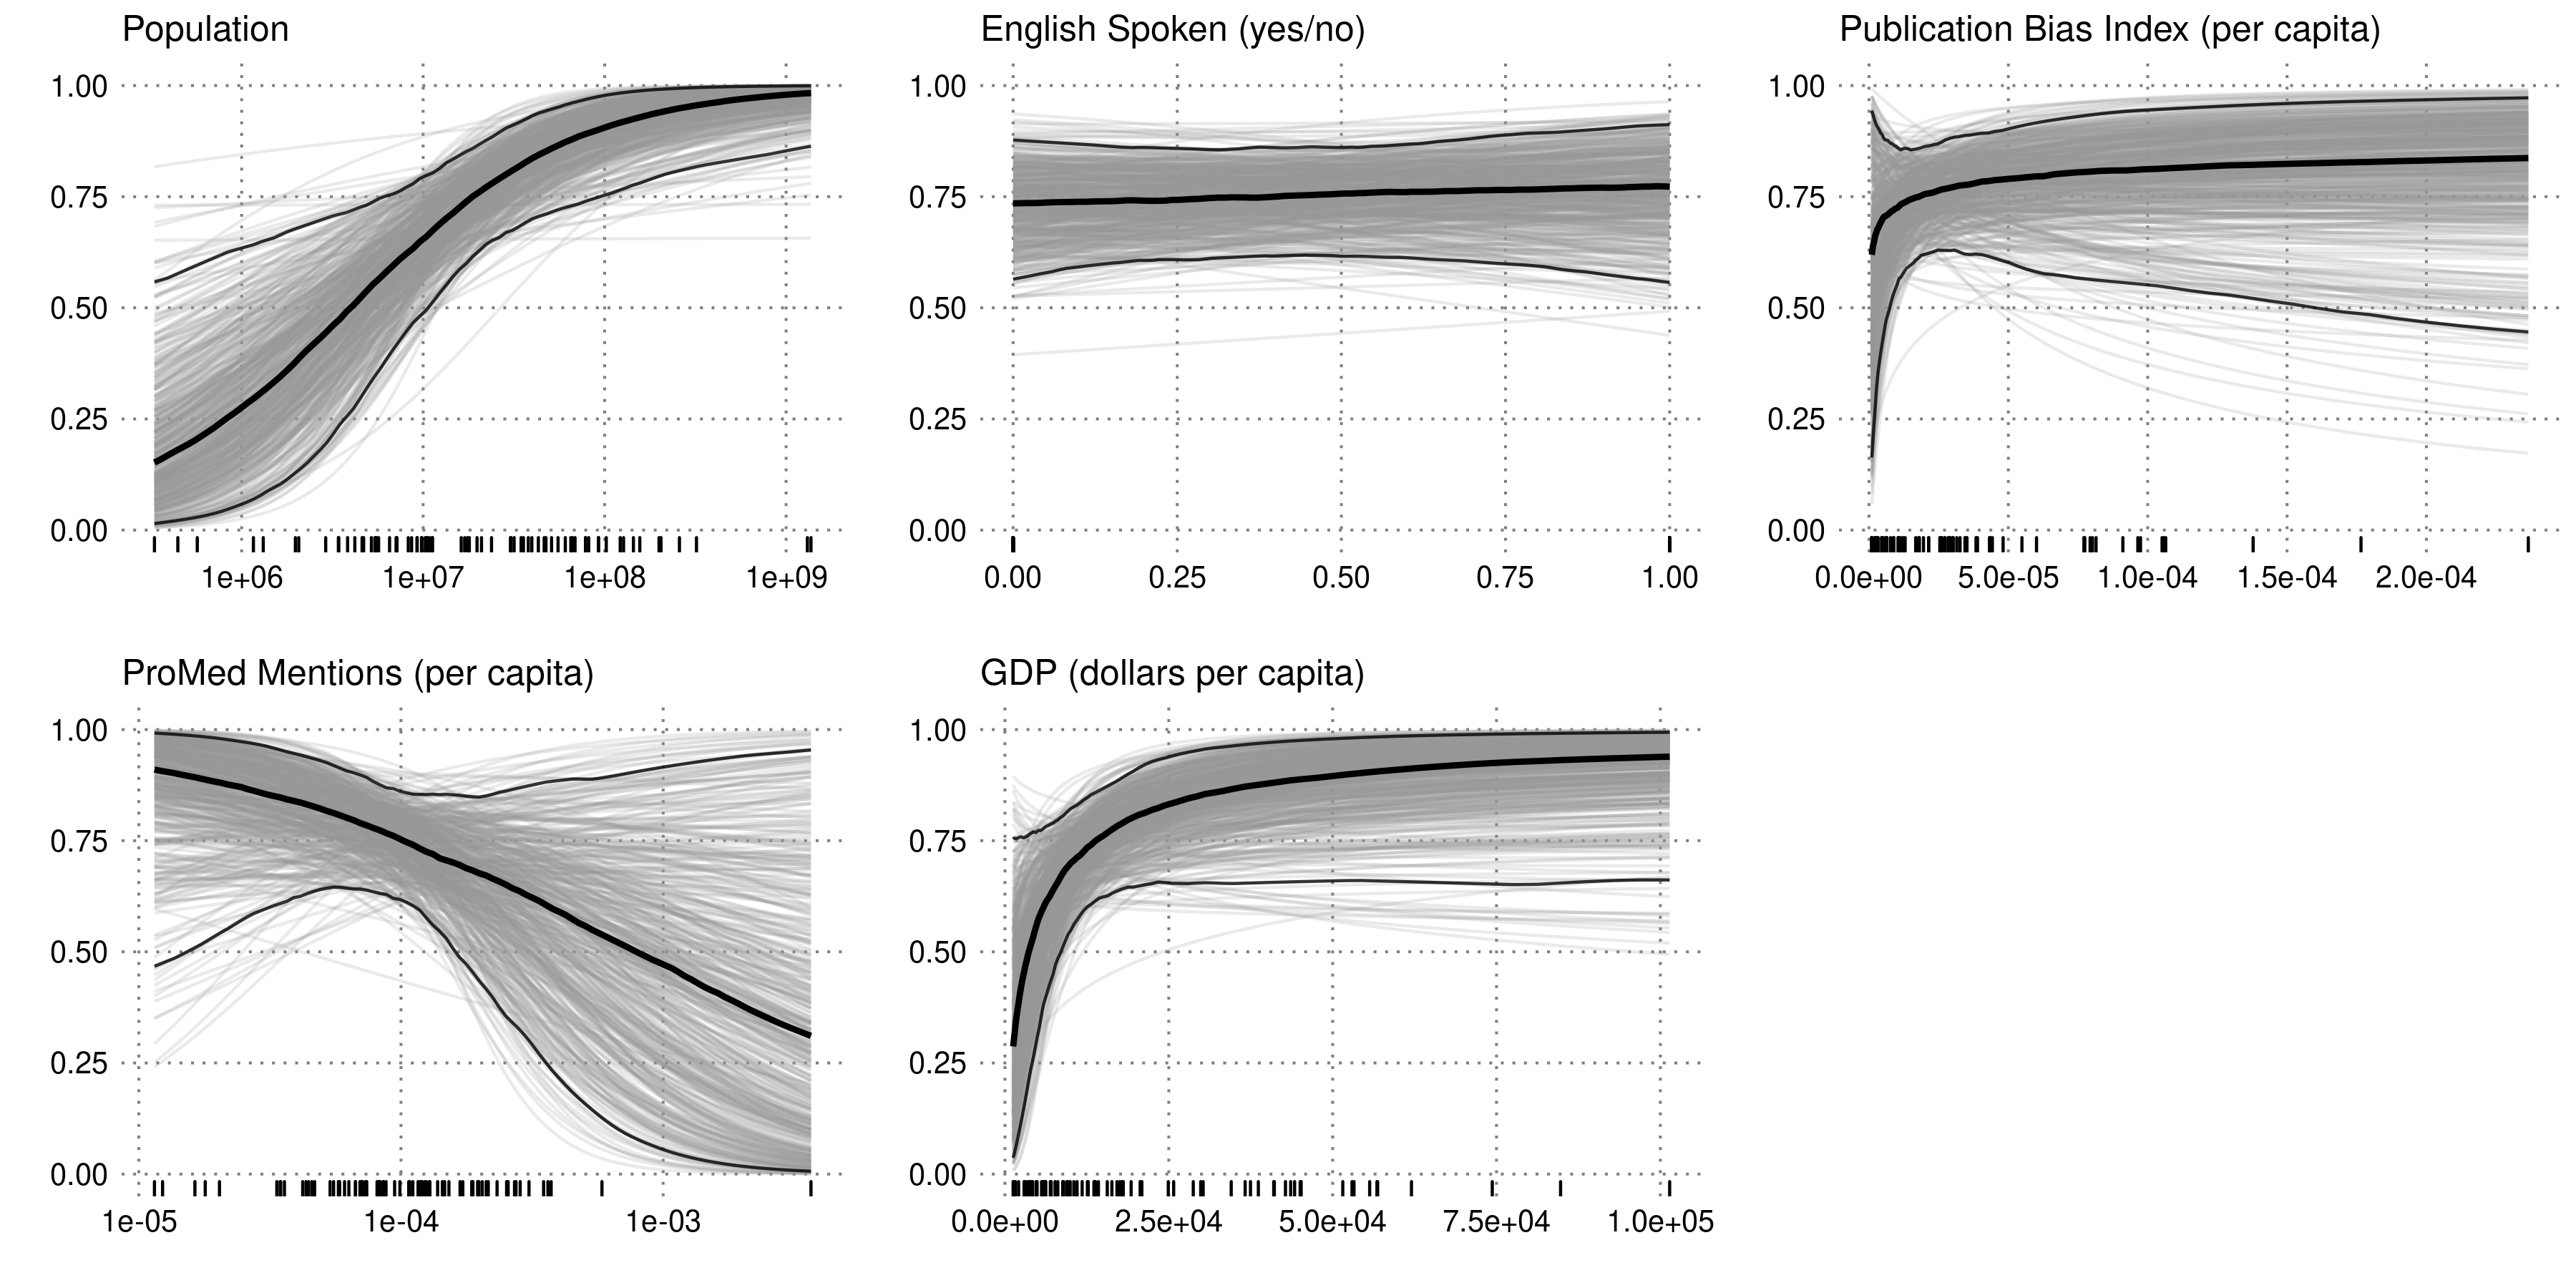 Population
English Spoken (yes/no)
Publication Bias Index (per capita)
1.00
0.75
0.50
0.25
0.00
1e+06 1e+07 1e+08 1e+09
1.00
0.75
0.50
0.25
0.00
0.00 0.25 0.50 0.75 1.00
1.00
0.75
0.50
0.25
0.00
0.0e+00 5.0e-05 1.0e-04 1.5e-04 2.0e-04
ProMed Mentions (per capita)
GDP (dollars per capita)
1.00
0.75
0.50
0.25
0.00
1e-05 1e-04 1e-03
1.00
0.75
0.50
0.25
0.00
0.0e+00 2.5e+04 5.0e+04 7.5e+04 1.0e+05